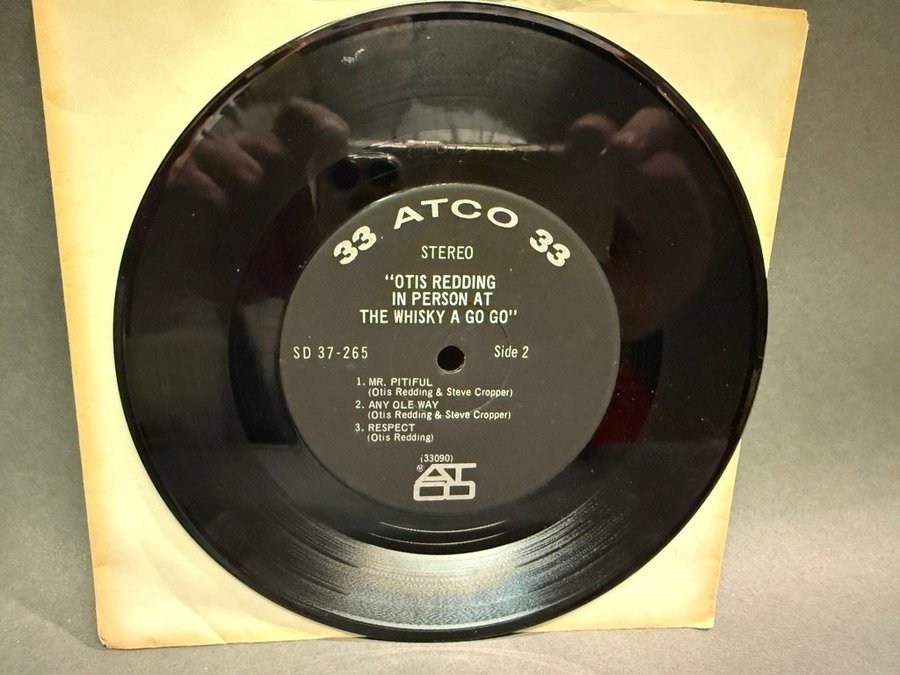 33 ATCO 33
STEREO
"OTIS REDDING
IN PERSON AT
THE WHISKY A GO GO"
SD 37-265 Side 2
1. MR. PITIFUL
(Otis Redding & Steve Cropper)
2. ANY OLE WAY
(Otis Redding & Steve Cropper)
3. RESPECT
(Otis Redding)
(33090)
® ATCO